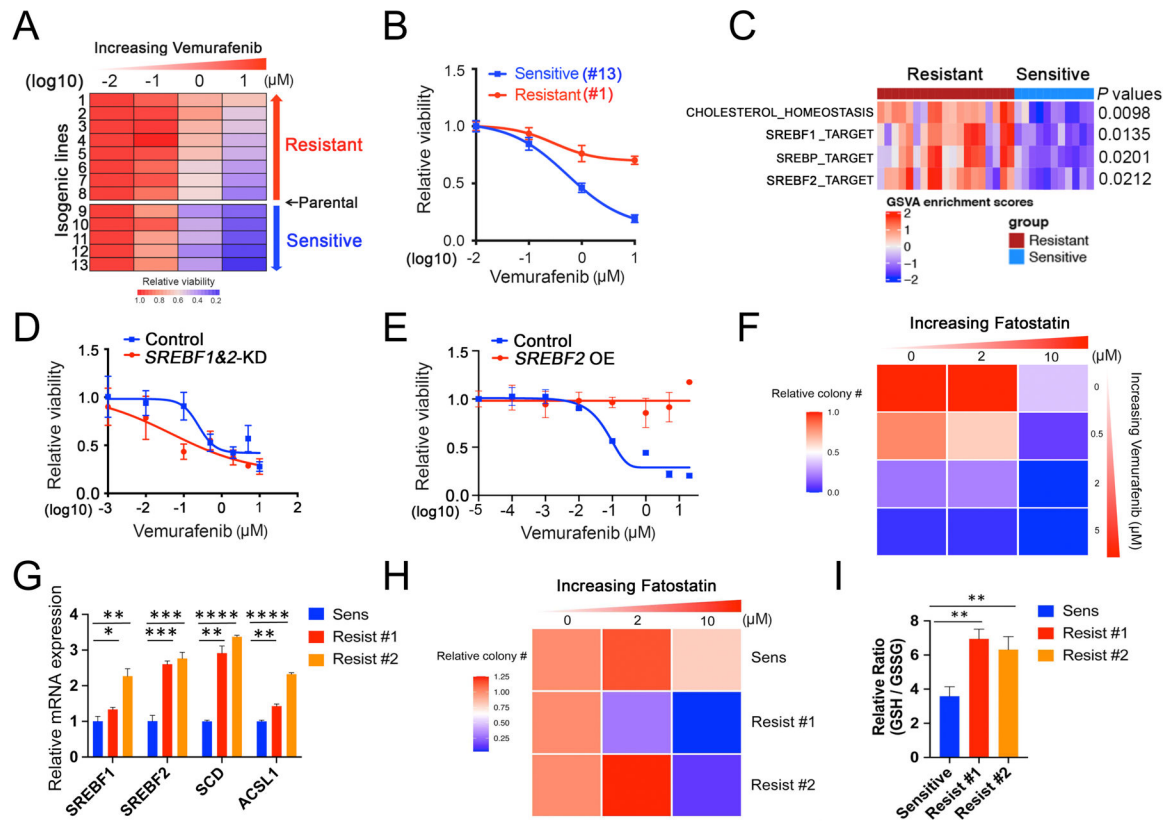 A
Increasing Vemurafenib
(log10) -2 -1 0 1 (µM)
Isogenic lines
1
2
3
4
5
6
7
8
9
10
11
12
13
Resistant
←Parental
Sensitive
Relative viability
1.0 0.8 0.6 0.4 0.2
B
Sensitive (#13)
Resistant (#1)
Relative viability
1.5
1.0
0.5
0.0
-2 -1 0 1
(log10) Vemurafenib (µM)
C
Resistant Sensitive
P values
CHOLESTEROL_HOMEOSTASIS 0.0098
SREBF1_TARGET 0.0135
SREBP_TARGET 0.0201
SREBF2_TARGET 0.0212
GSVA enrichment scores
2
1
0
-1
-2
group
Resistant
Sensitive
D
Control
SREBF1&2-KD
Relative viability
1.5
1.0
0.5
0.0
-3 -2 -1 0 1 2
(log10)
Vemurafenib (µM)
E
Control
SREBF2 OE
Relative viability
1.5
1.0
0.5
0.0
-5 -4 -3 -2 -1 0 1
(log10)
Vemurafenib (µM)
F
Increasing Fatostatin
0 2 10 (µM)
Relative colony #
1.0
0.5
0.0
0
0.5
2
5
Increasing Vemurafenib (µM)
G
Relative mRNA expression
4
3
2
1
0
** *** **** ****
* *** ** **
Sens
Resist #1
Resist #2
SREBF1
SREBF2
SCD
ACSL1
H
Increasing Fatostatin
0 2 10 (µM)
Relative colony #
1.25
1.00
0.75
0.50
0.25
Sens
Resist #1
Resist #2
I
Relative Ratio
(GSH / GSSG)
8
6
4
2
0
**
**
Sens
Resist #1
Resist #2
Sensitive
Resist #1
Resist #2